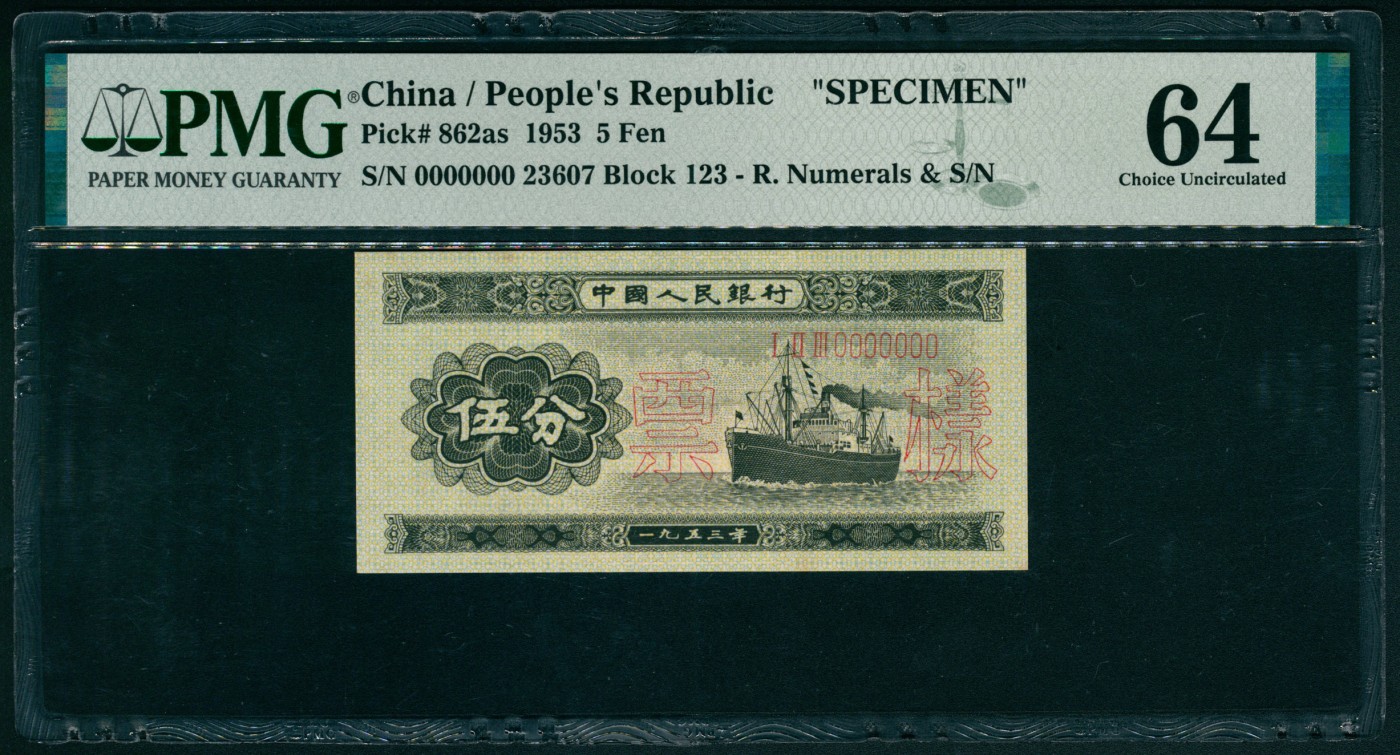 PMG®
PAPER MONEY GUARANTY
China / People's Republic "SPECIMEN"
Pick# 862as 1953 5 Fen
S/N 0000000 23607 Block 123 - R. Numerals & S/N
64
Choice Uncirculated
中國人民銀行
I II III 0000000
伍分
票樣
一九五三年